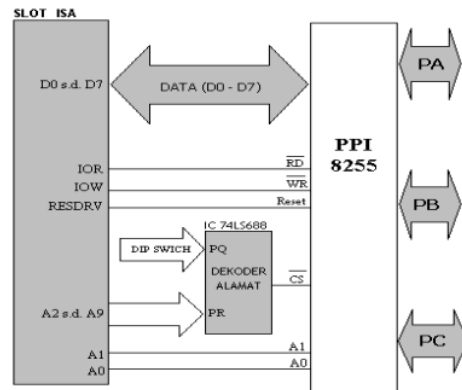 SLOT ISA
D0 s.d. D7
DATA (D0 - D7)
PA
PPI
8255
IOR
RD
IOW
WR
RESDRV
Reset
PB
IC 74LS688
DIP SWICH
PQ
DEKODER
ALAMAT
CS
A2 s.d. A9
PR
PC
A1
A1
A0
A0